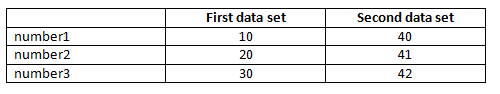 First data set Second data set
number1 10 40
number2 20 41
number3 30 42